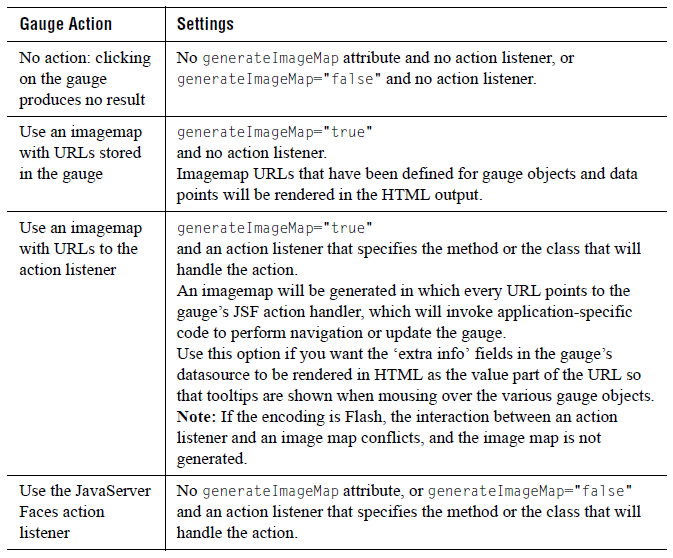 Gauge Action Settings
No action: clicking
on the gauge
produces no result
No generateImageMap attribute and no action listener, or
generateImageMap="false" and no action listener.
Use an imagemap
with URLs stored
in the gauge
generateImageMap="true"
and no action listener.
Imagemap URLs that have been defined for gauge objects and data
points will be rendered in the HTML output.
Use an imagemap
with URLs to the
action listener
generateImageMap="true"
and an action listener that specifies the method or the class that will
handle the action.
An imagemap will be generated in which every URL points to the
gauge’s JSF action handler, which will invoke application-specific
code to perform navigation or update the gauge.
Use this option if you want the ‘extra info’ fields in the gauge’s
datasource to be rendered in HTML as the value part of the URL so
that tooltips are shown when mousing over the various gauge objects.
Note: If the encoding is Flash, the interaction between an action
listener and an image map conflicts, and the image map is not
generated.
Use the JavaServer
Faces action
listener
No generateImageMap attribute, or generateImageMap="false"
and an action listener that specifies the method or the class that will
handle the action.